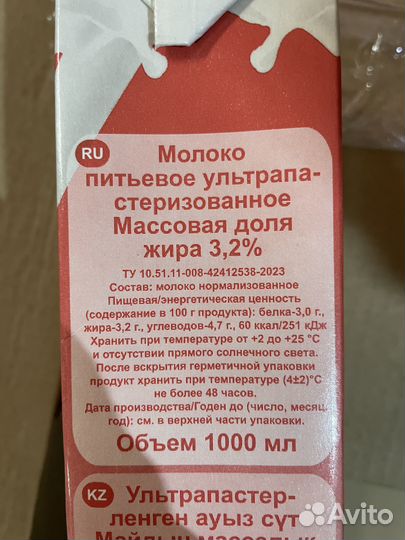 RU
Молоко
питьевое ультрапа-
стеризованное
Массовая доля
жира 3,2%
ТУ 10.51.11-008-42412538-2023
Состав: молоко нормализованное
Пищевая/энергетическая ценность
(содержание в 100 г продукта): белка-3,0 г.,
жира-3,2 г., углеводов-4,7 г., 60 ккал/251 кДж
Хранить при температуре от +2 до +25 °С
и отсутствии прямого солнечного света.
После вскрытия герметичной упаковки
продукт хранить при температуре (4±2)°С
не более 48 часов.
Дата производства/Годен до (число, месяц,
год): см. в верхней части упаковки.
Объем 1000 мл
KZ
Ультрапастер-
ленген ауыз сүт
Майдың массалық
Avito